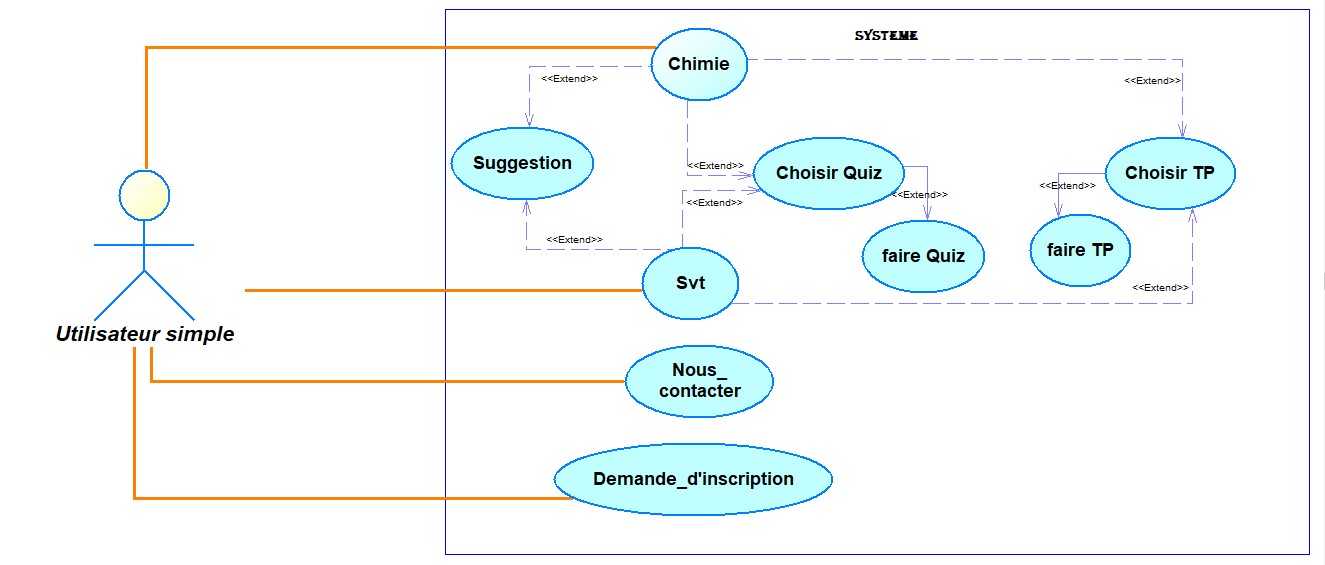 SYSTEME
Chimie
<<Extend>>
<<Extend>>
Suggestion
<<Extend>>
Choisir Quiz
Choisir TP
<<Extend>>
<<Extend>>
<<Extend>>
<<Extend>>
faire Quiz
faire TP
Svt
<<Extend>>
Utilisateur simple
Nous_
contacter
Demande_d'inscription